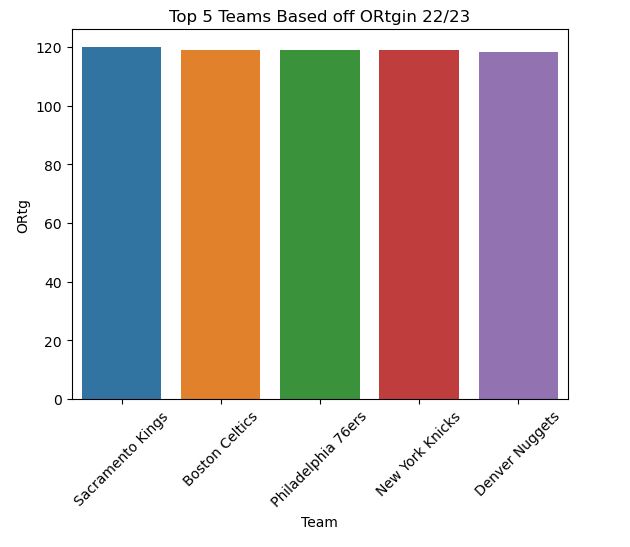 Top 5 Teams Based off ORtgin 22/23
120
100
80
60
40
20
0
ORtg
Sacramento Kings
Boston Celtics
Philadelphia 76ers
New York Knicks
Denver Nuggets
Team